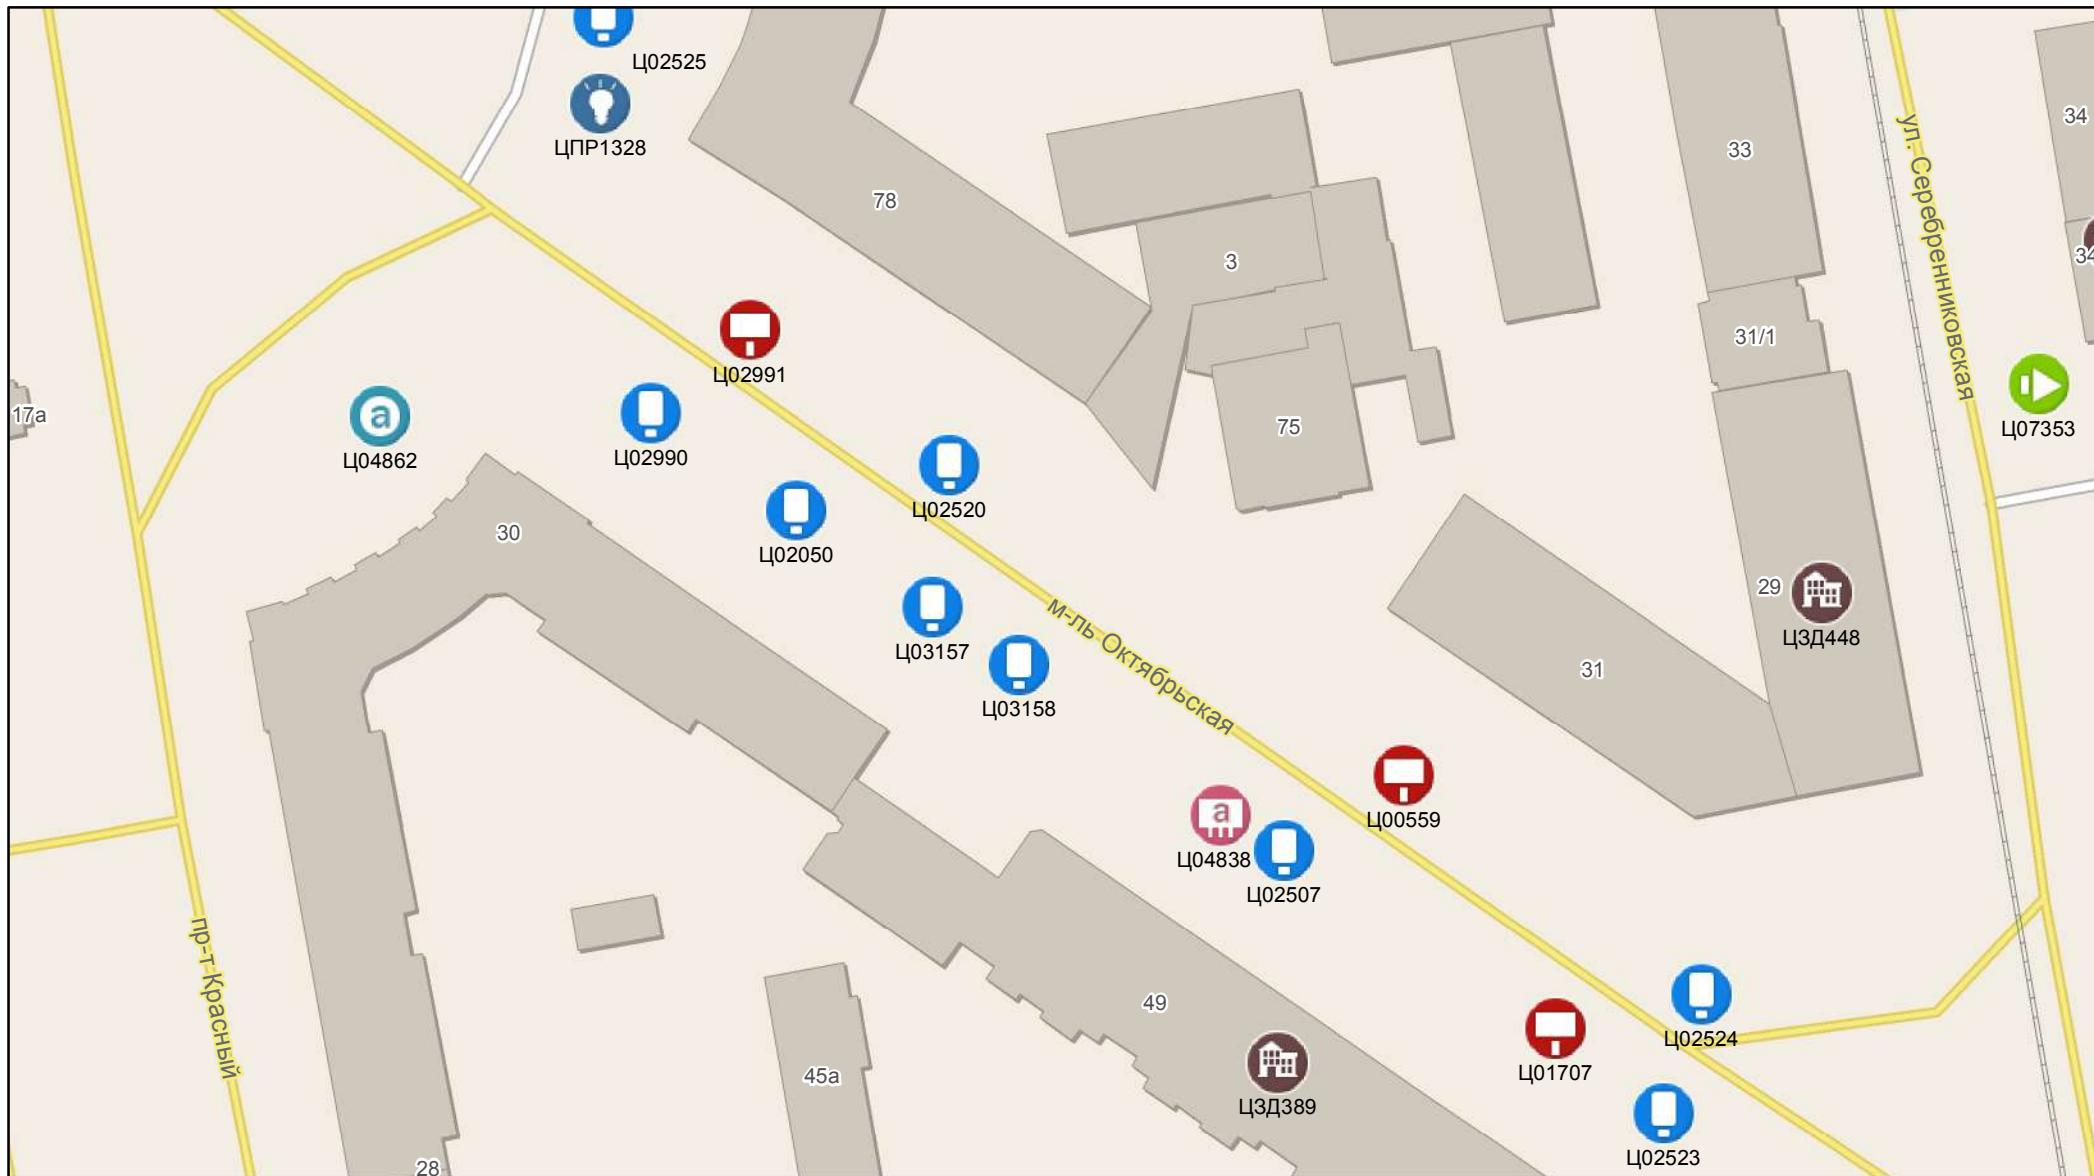 Ц02525
ЦПР1328
78
3
33
34
ул. Серебренниковская
34
31/1
Ц02991
17а
Ц04862
Ц02990
75
Ц07353
Ц02520
30
Ц02050
29
ЦЗД448
м-ль Октябрьская
Ц03157
31
Ц03158
Ц00559
Ц04838
Ц02507
пр-т Красный
49
Ц02524
45а
Ц01707
ЦЗД389
Ц02523
28